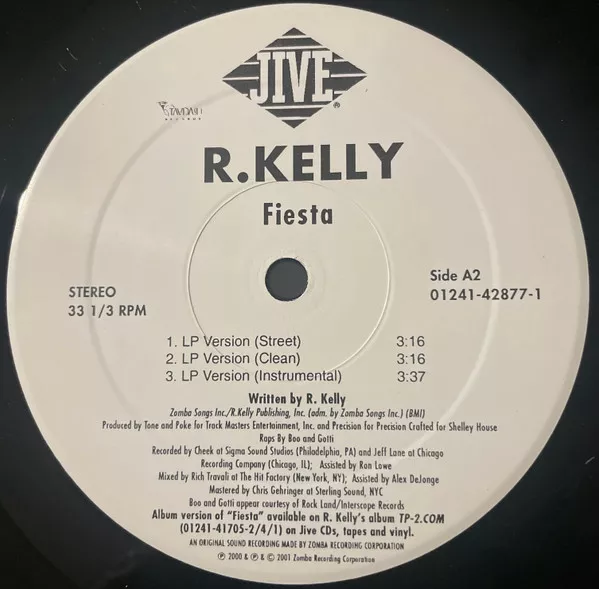 JIVE
®
R.KELLY
Fiesta
STEREO
33 1/3 RPM
Side A2
01241-42877-1
1. LP Version (Street) 3:16
2. LP Version (Clean) 3:16
3. LP Version (Instrumental) 3:37
Written by R. Kelly
Zomba Songs Inc./R.Kelly Publishing, Inc. (adm. by Zomba Songs Inc.) (BMI)
Produced by Tone and Poke for Track Masters Entertainment, Inc. and Precision for Precision Crafted for Shelley House
Raps By Boo and Gotti
Recorded by Cheek at Sigma Sound Studios (Philadelphia, PA) and Jeff Lane at Chicago
Recording Company (Chicago, IL); Assisted by Ron Lowe
Mixed by Rich Travali at The Hit Factory (New York, NY); Assisted by Alex DeJonge
Mastered by Chris Gehringer at Sterling Sound, NYC
Boo and Gotti appear courtesy of Rock Land/Interscope Records
Album version of "Fiesta" available on R. Kelly's album TP-2.COM
(01241-41705-2/4/1) on Jive CDs, tapes and vinyl.
AN ORIGINAL SOUND RECORDING MADE BY ZOMBA RECORDING CORPORATION
℗ 2000 & ℗ & © 2001 Zomba Recording Corporation